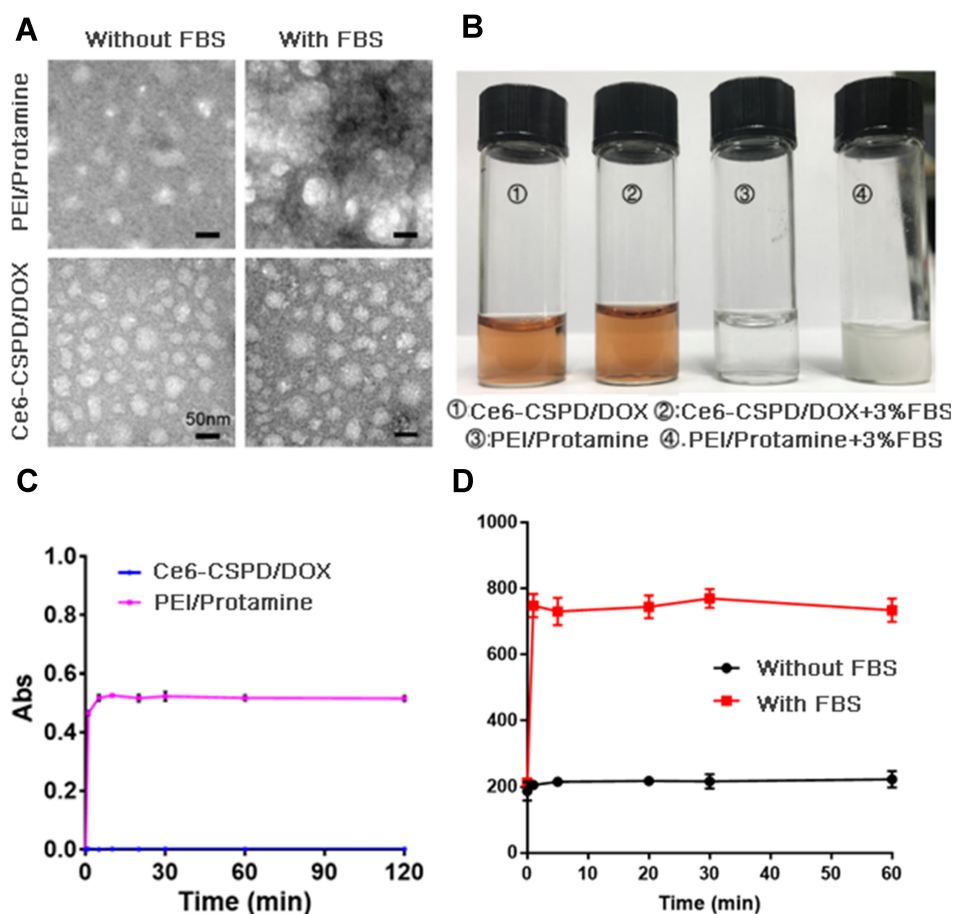 A
Without FBS
With FBS
PEI/Protamine
Ce6-CSPD/DOX
50nm
B
①
②
③
④
①:Ce6-CSPD/DOX ②:Ce6-CSPD/DOX+3%FBS
③:PEI/Protamine ④.PEI/Protamine+3%FBS
C
1.0
0.8
0.6
0.4
0.2
0.0
Abs
Ce6-CSPD/DOX
PEI/Protamine
0 30 60 90 120
Time (min)
D
1000
800
600
400
200
0
Without FBS
With FBS
0 10 20 30 40 50 60
Time (min)